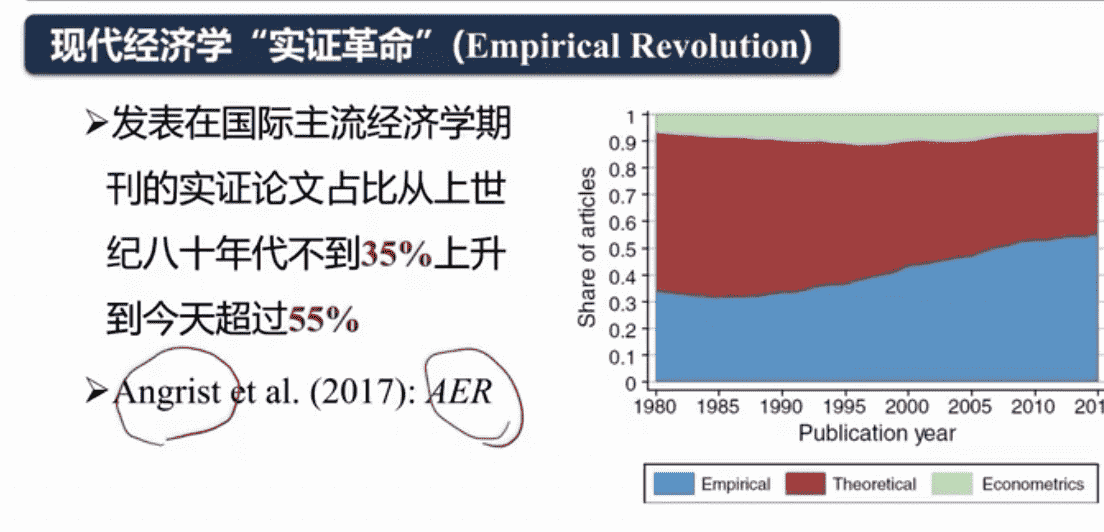 现代经济学“实证革命”(Empirical Revolution)
➢发表在国际主流经济学期
刊的实证论文占比从上世
纪八十年代不到35%上升
到今天超过55%
➢Angrist et al. (2017): AER
Share of articles
1
0.9
0.8
0.7
0.6
0.5
0.4
0.3
0.2
0.1
0
1980 1985 1990 1995 2000 2005 2010 201
Publication year
Empirical Theoretical Econometrics